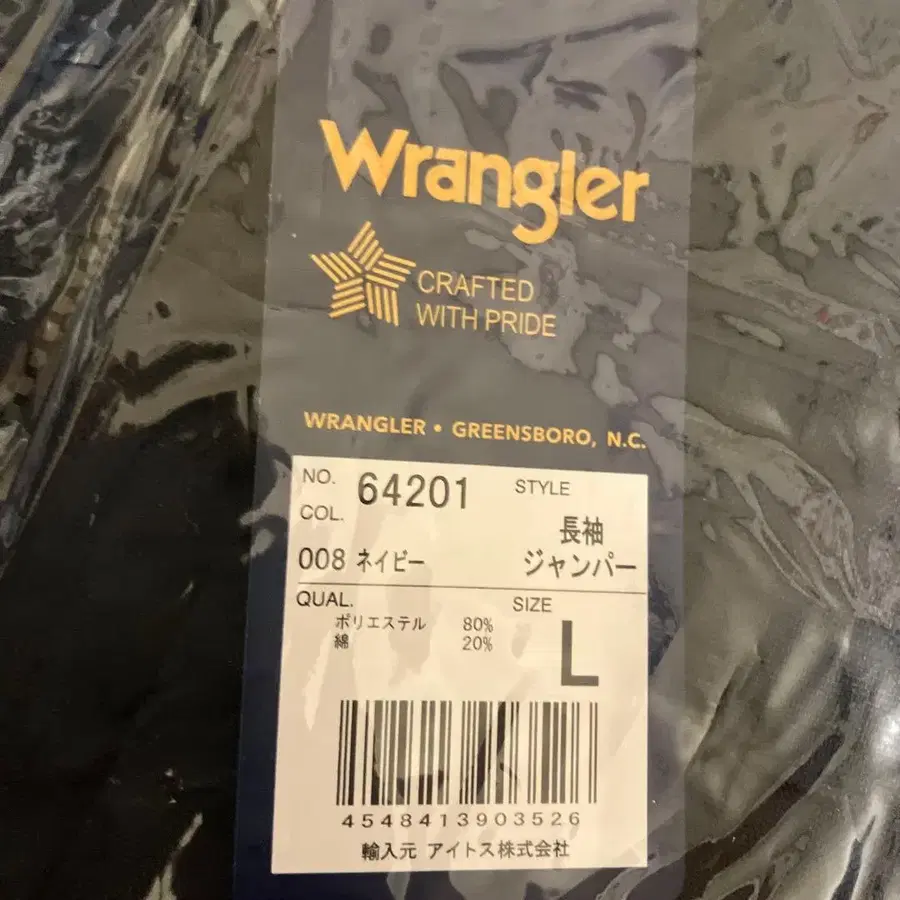 Wrangler
CRAFTED
WITH PRIDE
WRANGLER • GREENSBORO, N.C.
NO. 64201
COL.
008 ネイビー
STYLE
長袖
ジャンパー
QUAL.
ポリエステル 80%
綿 20%
SIZE
L
4548413903526
輸入元 アイトス株式会社